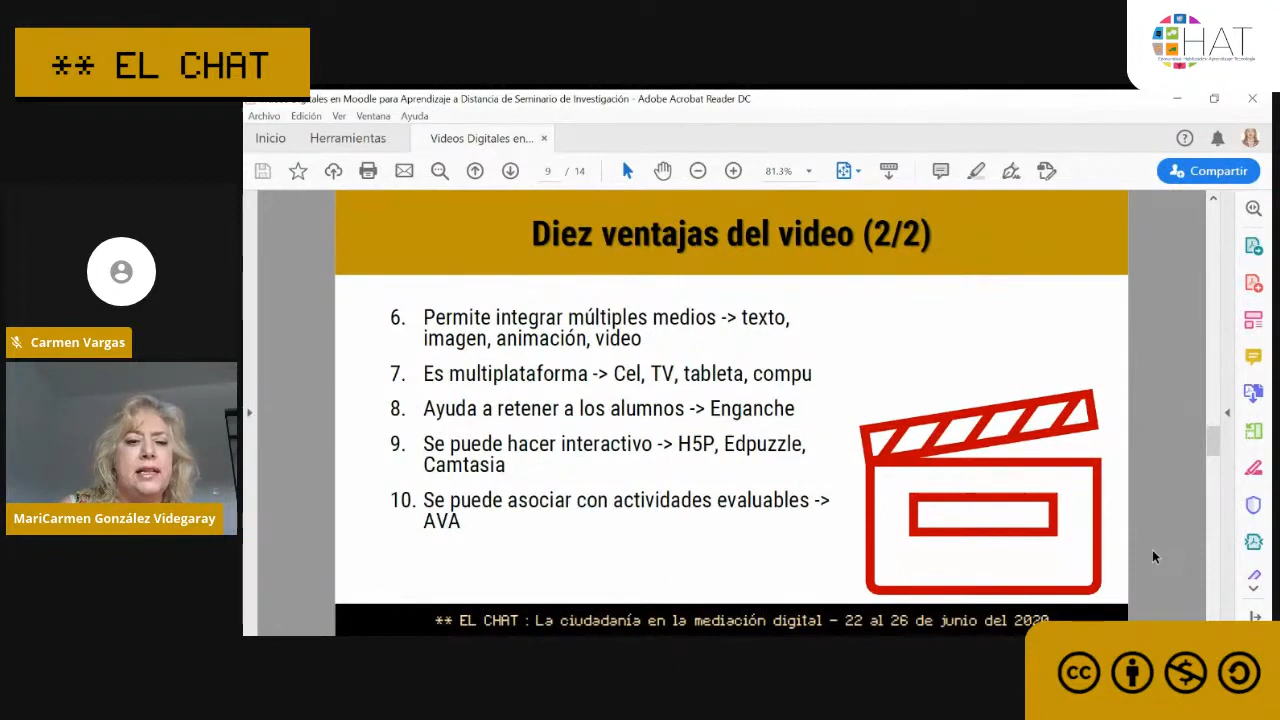 ** EL CHAT
HAT
Digitales en Moodle para Aprendizaje a Distancia de Seminario de Investigación - Adobe Acrobat Reader DC
Archivo Edición Ver Ventana Ayuda
Inicio Herramientas Videos Digitales en... ×
9 / 14 81.3% Compartir
Diez ventajas del video (2/2)
6. Permite integrar múltiples medios -> texto,
imagen, animación, video
7. Es multiplataforma -> Cel, TV, tableta, compu
8. Ayuda a retener a los alumnos -> Enganche
9. Se puede hacer interactivo -> H5P, Edpuzzle,
Camtasia
10. Se puede asociar con actividades evaluables ->
AVA
** EL CHAT : La ciudadanía en la mediación digital - 22 al 26 de junio del 2020
Carmen Vargas
MariCarmen González Videgaray
cc